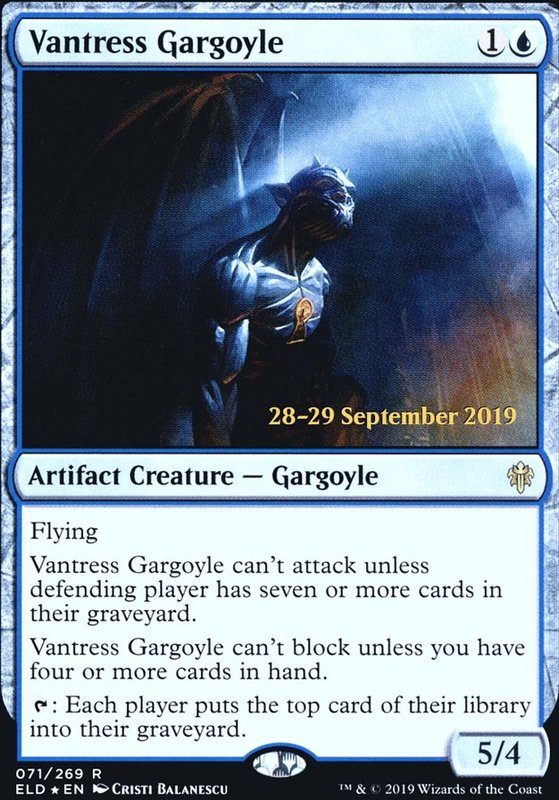 Vantress Gargoyle 1
28–29 September 2019
Artifact Creature — Gargoyle
Flying
Vantress Gargoyle can't attack unless
defending player has seven or more cards in
their graveyard.
Vantress Gargoyle can't block unless you have
four or more cards in hand.
: Each player puts the top card of their library
into their graveyard.
5/4
071/269 R
ELD ★ EN Cristi Balanescu
™ & © 2019 Wizards of the Coast